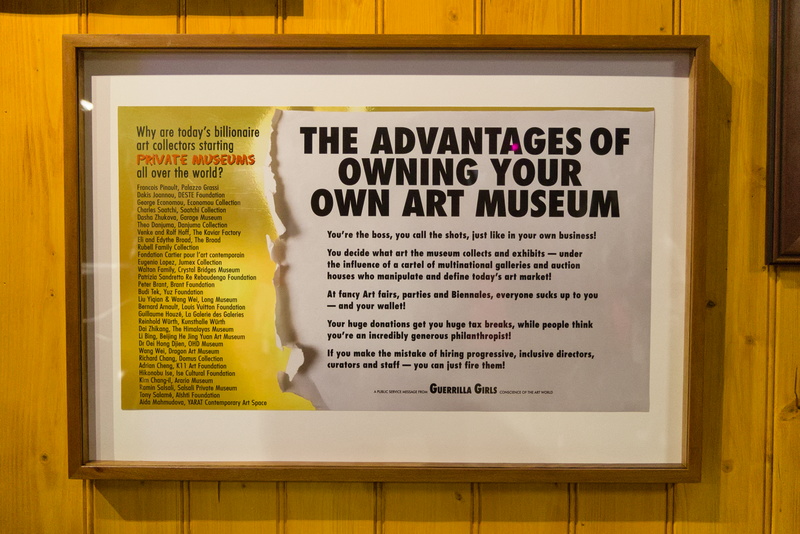 Why are today's billionaire
art collectors starting
PRIVATE MUSEUMS
all over the world?
Francois Pinault, Palazzo Grassi
Dakis Joannou, DESTE Foundation
George Economou, Economou Collection
Charles Saatchi, Saatchi Collection
Dasha Zhukova, Garage Museum
Theo Danjuma, Danjuma Collection
Venke and Rolf Hoff, The Kaviar Factory
Eli and Edythe Broad, The Broad
Rubell Family Collection
Fondation Cartier pour l'art contemporain
Eugenio Lopez, Jumex Collection
Walton Family, Crystal Bridges Museum
Patrizia Sandretto Re Rebaudengo Foundation
Peter Brant, Brant Foundation
Budi Tek, Yuz Foundation
Liu Yiqian & Wang Wei, Long Museum
Bernard Arnault, Louis Vuitton Foundation
Guillaume Houzé, La Galerie des Galeries
Reinhold Würth, Kunsthalle Würth
Dai Zhikang, The Himalayas Museum
Li Bing, Beijing He Jing Yuan Art Museum
Dr Dei Hong Djien, OHD Museum
Wang Wei, Dragon Art Museum
Richard Chang, Domus Collection
Adrian Cheng, K11 Art Foundation
Hikonobu Ise, Ise Cultural Foundation
Kim Chang-il, Arario Museum
Ramin Salsali, Salsali Private Museum
Tony Salamé, Aïshti Foundation
Aida Mahmudova, YARAT Contemporary Art Space
THE ADVANTAGES OF
OWNING YOUR
OWN ART MUSEUM
You're the boss, you call the shots, just like in your own business!
You decide what art the museum collects and exhibits — under
the influence of a cartel of multinational galleries and auction
houses who manipulate and define today's art market!
At fancy Art fairs, parties and Biennales, everyone sucks up to you
— and your wallet!
Your huge donations get you huge tax breaks, while people think
you're an incredibly generous philanthropist!
If you make the mistake of hiring progressive, inclusive directors,
curators and staff — you can just fire them!
A PUBLIC SERVICE MESSAGE FROM GUERRILLA GIRLS CONSCIENCE OF THE ART WORLD